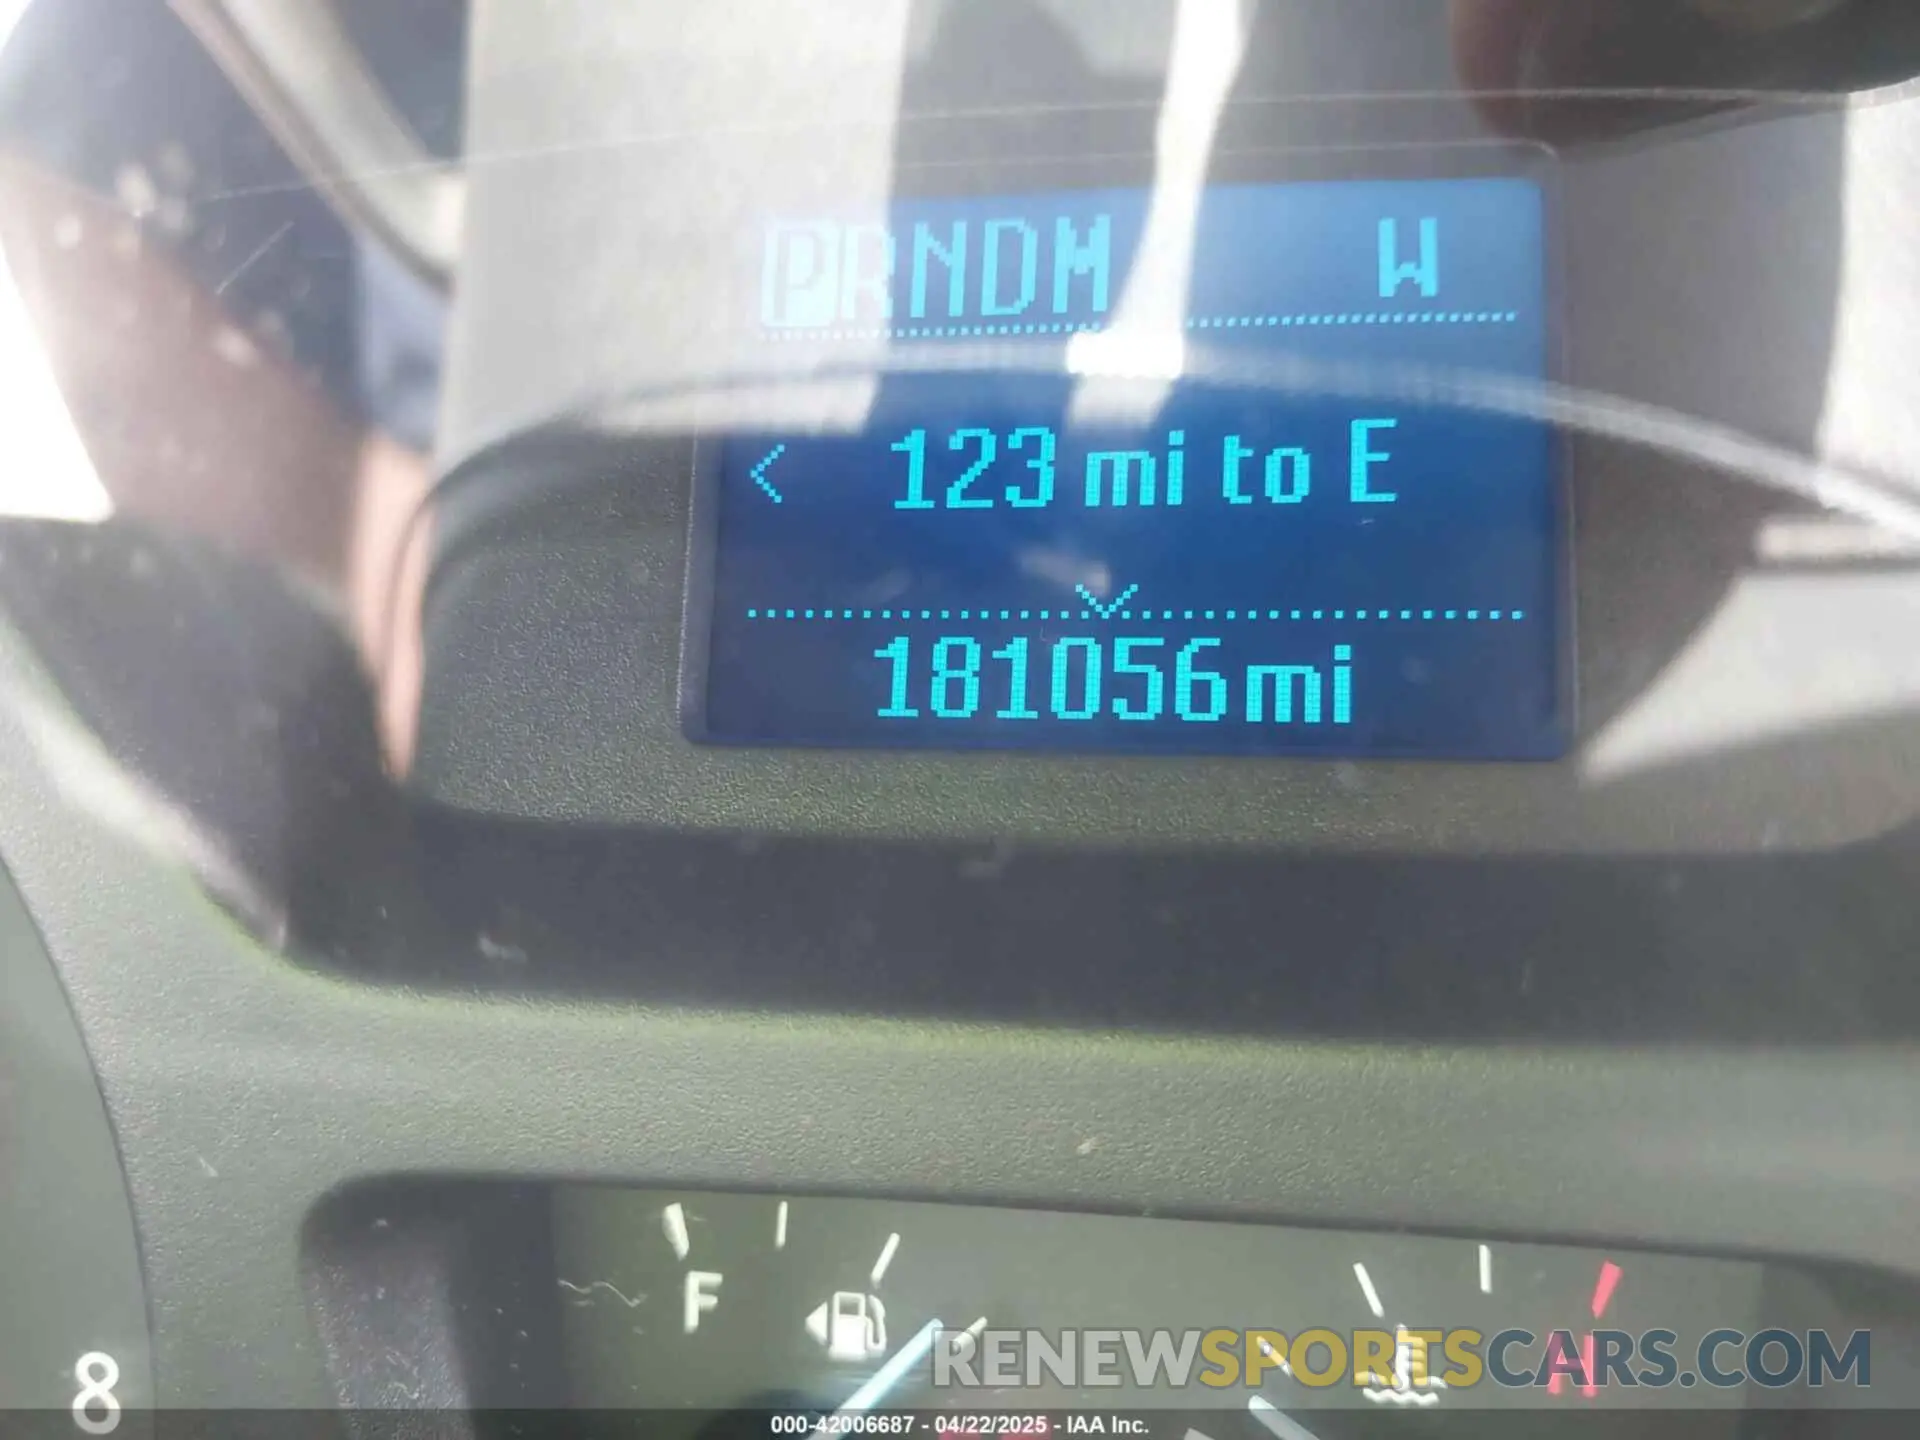 PRNDM W
< 123 mi to E
181056 mi
F
H
8
RENEWSPORTSCARS.COM
000-42006687 - 04/22/2025 - IAA Inc.